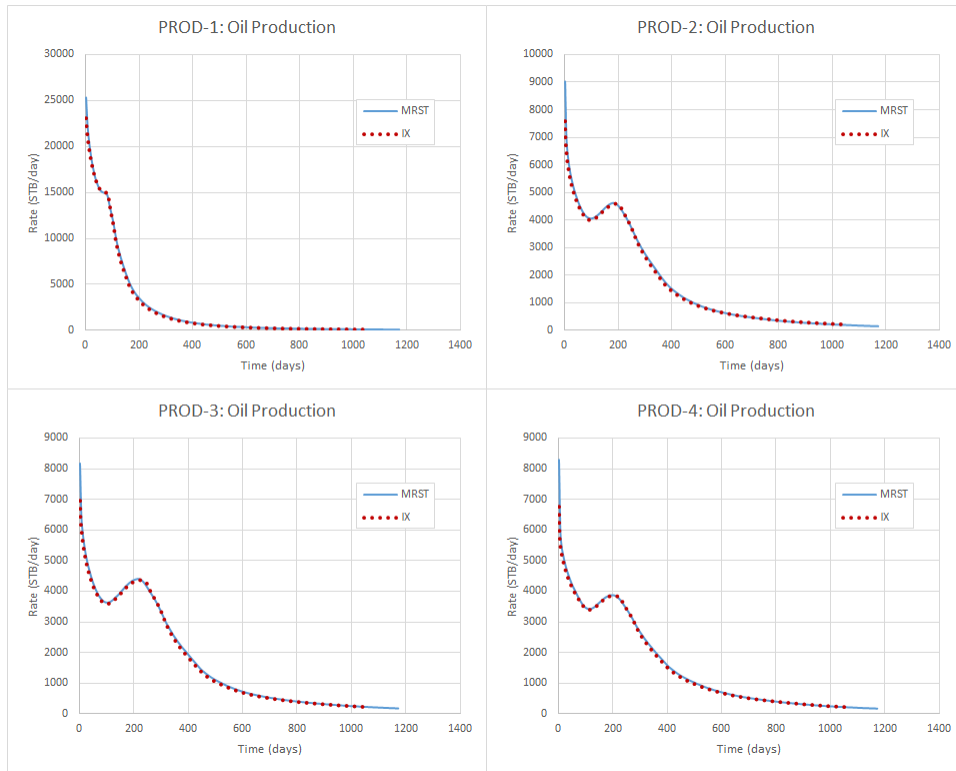 PROD-1: Oil Production
30000
25000
20000
15000
10000
5000
0
Rate (STB/day)
MRST
IX
0 200 400 600 800 1000 1200 1400
Time (days)
PROD-2: Oil Production
10000
9000
8000
7000
6000
5000
4000
3000
2000
1000
0
Rate (STB/day)
MRST
IX
0 200 400 600 800 1000 1200 1400
Time (days)
PROD-3: Oil Production
9000
8000
7000
6000
5000
4000
3000
2000
1000
0
Rate (STB/day)
MRST
IX
0 200 400 600 800 1000 1200 1400
Time (days)
PROD-4: Oil Production
9000
8000
7000
6000
5000
4000
3000
2000
1000
0
Rate (STB/day)
MRST
IX
0 200 400 600 800 1000 1200 1400
Time (days)